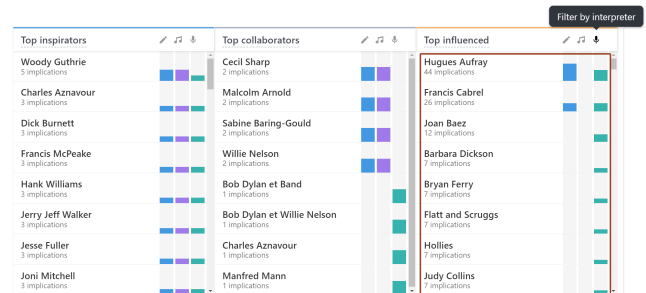 Filter by interpreter
Top inspirators
Woody Guthrie
5 implications
Charles Aznavour
3 implications
Dick Burnett
3 implications
Francis McPeake
3 implications
Hank Williams
3 implications
Jerry Jeff Walker
3 implications
Jesse Fuller
3 implications
Joni Mitchell
3 implications
Top collaborators
Cecil Sharp
2 implications
Malcolm Arnold
2 implications
Sabine Baring-Gould
2 implications
Willie Nelson
2 implications
Bob Dylan et Band
1 implications
Bob Dylan et Willie Nelson
1 implications
Charles Aznavour
1 implications
Manfred Mann
1 implications
Top influenced
Hugues Aufray
44 implications
Francis Cabrel
26 implications
Joan Baez
12 implications
Barbara Dickson
7 implications
Bryan Ferry
7 implications
Flatt and Scruggs
7 implications
Hollies
7 implications
Judy Collins
7 implications